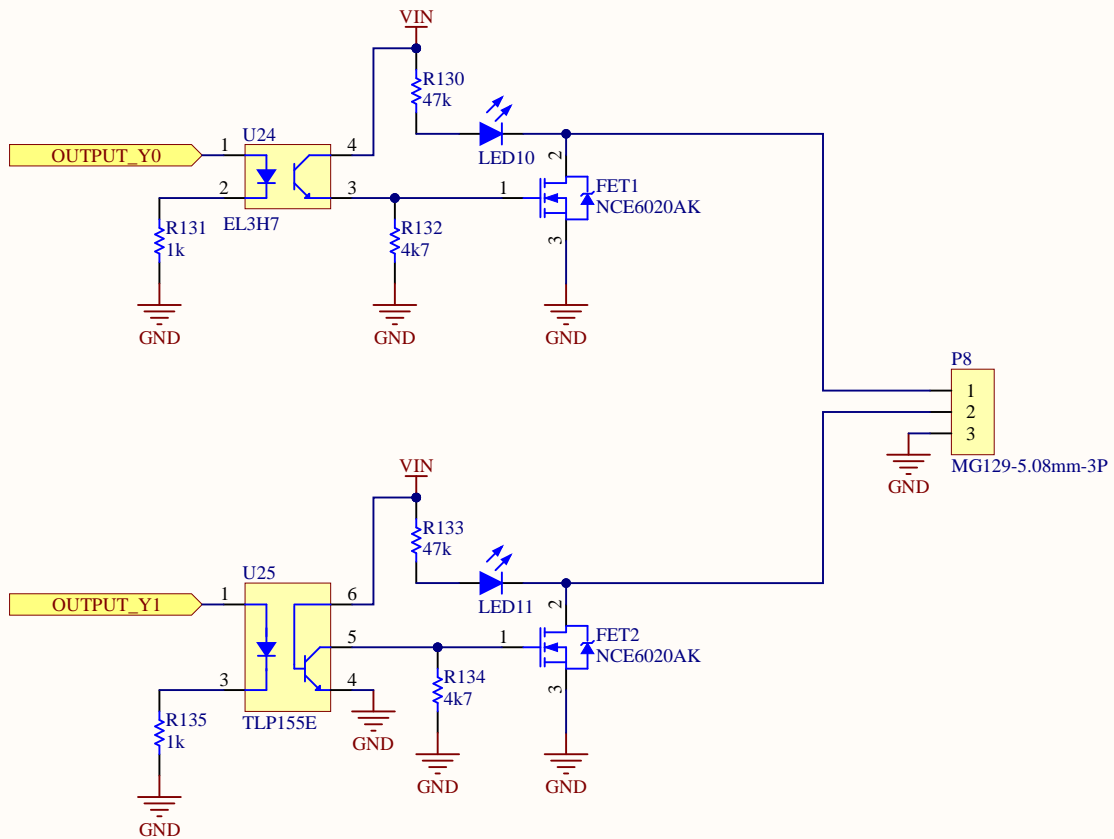 VIN
R130
47k
LED10
U24
OUTPUT_Y0
1
2
4
3
EL3H7
R131
1k
R132
4k7
1
2
3
FET1
NCE6020AK
GND
GND
GND
P8
1
2
3
MG129-5.08mm-3P
GND
VIN
R133
47k
LED11
U25
OUTPUT_Y1
1
3
6
5
4
TLP155E
R135
1k
GND
R134
4k7
1
2
3
FET2
NCE6020AK
GND
GND
GND